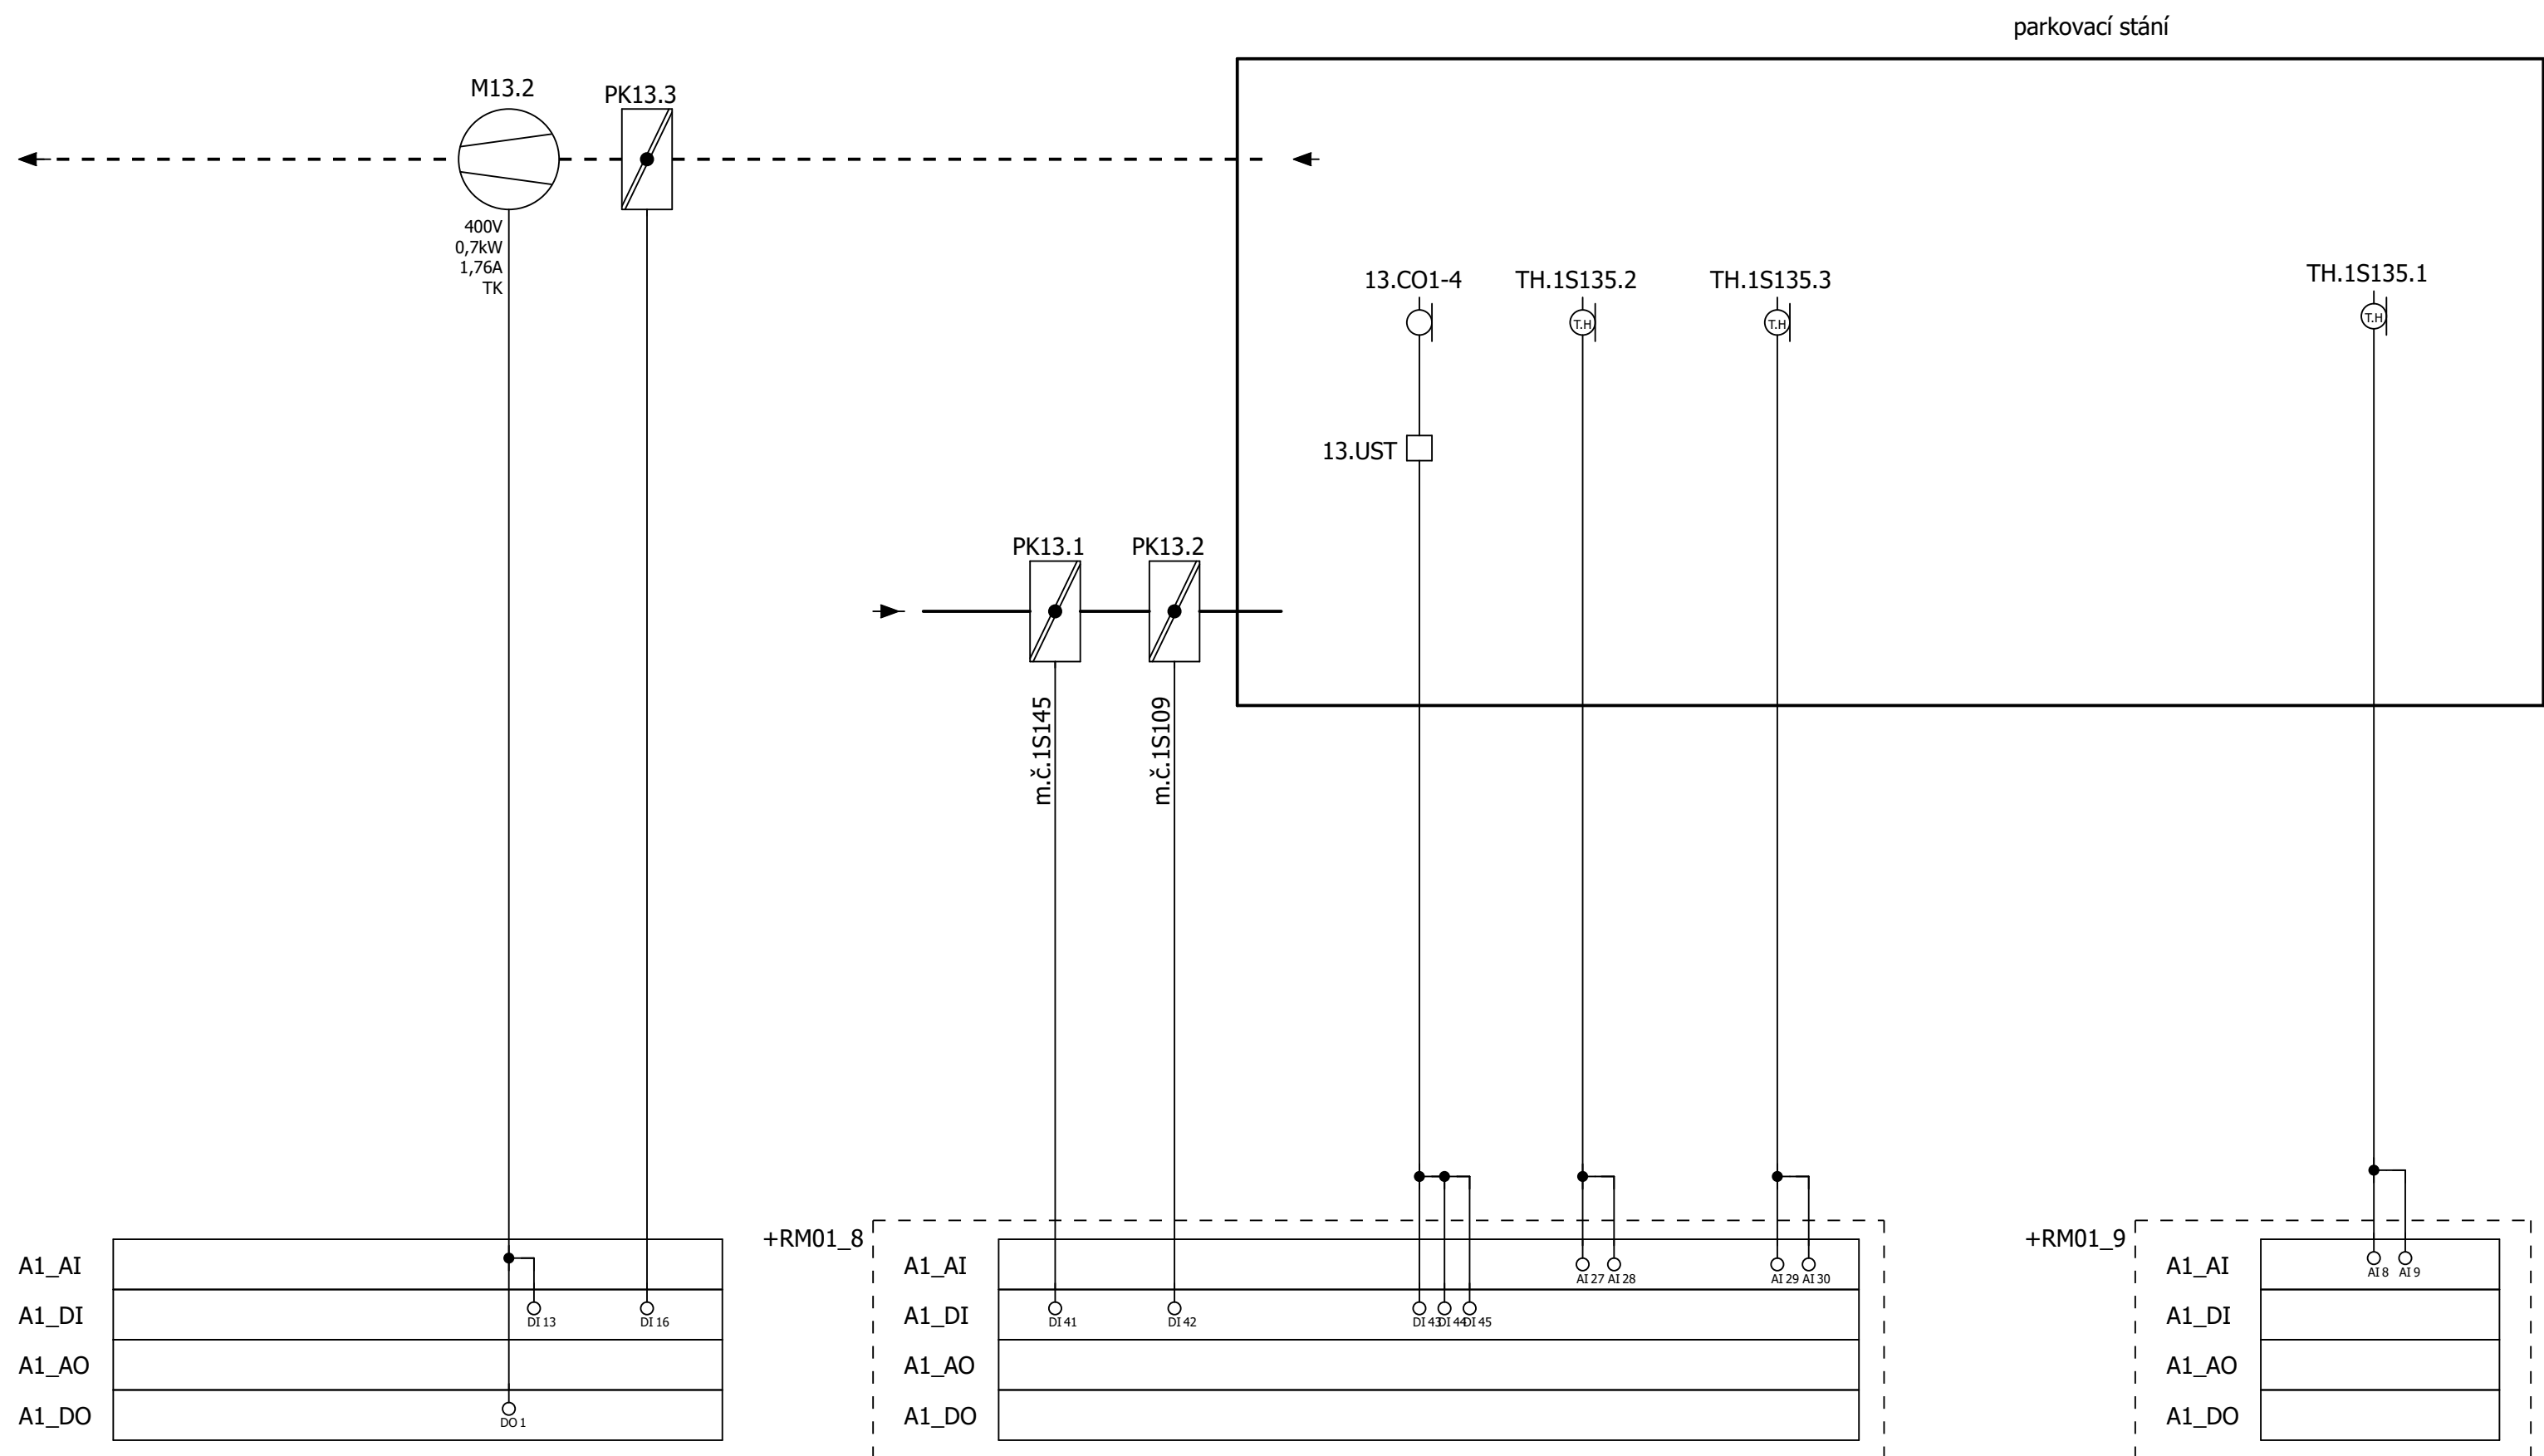 parkovací stání
M13.2
PK13.3
400V
0,7kW
1,76A
TK
13.CO1-4
TH.1S135.2
TH.1S135.3
TH.1S135.1
T.H
T.H
T.H
13.UST
PK13.1
PK13.2
m.č.1S145
m.č.1S109
+RM01_8
+RM01_9
A1_AI
A1_DI
DI 13
DI 16
A1_AO
A1_DO
DO 1
A1_AI
AI 27
AI 28
AI 29
AI 30
A1_DI
DI 41
DI 42
DI 43
DI 44
DI 45
A1_AO
A1_DO
A1_AI
AI 8
AI 9
A1_DI
A1_AO
A1_DO